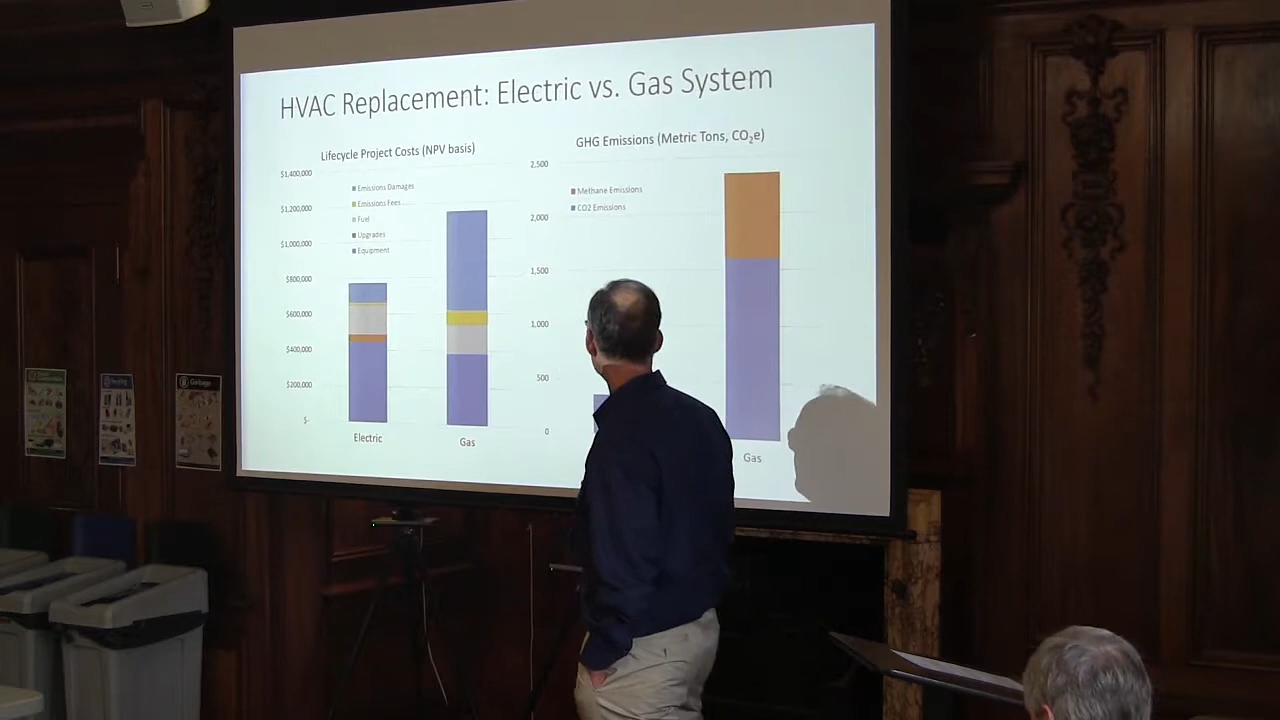 HVAC Replacement: Electric vs. Gas System
Lifecycle Project Costs (NPV basis)
$1,400,000
$1,200,000
$1,000,000
$800,000
$600,000
$400,000
$200,000
$-
Emissions Damages
Emissions Fees
Fuel
Upgrades
Equipment
Electric
Gas
GHG Emissions (Metric Tons, CO₂e)
2,500
2,000
1,500
1,000
500
0
Methane Emissions
CO2 Emissions
Gas
Recycling
Garbage